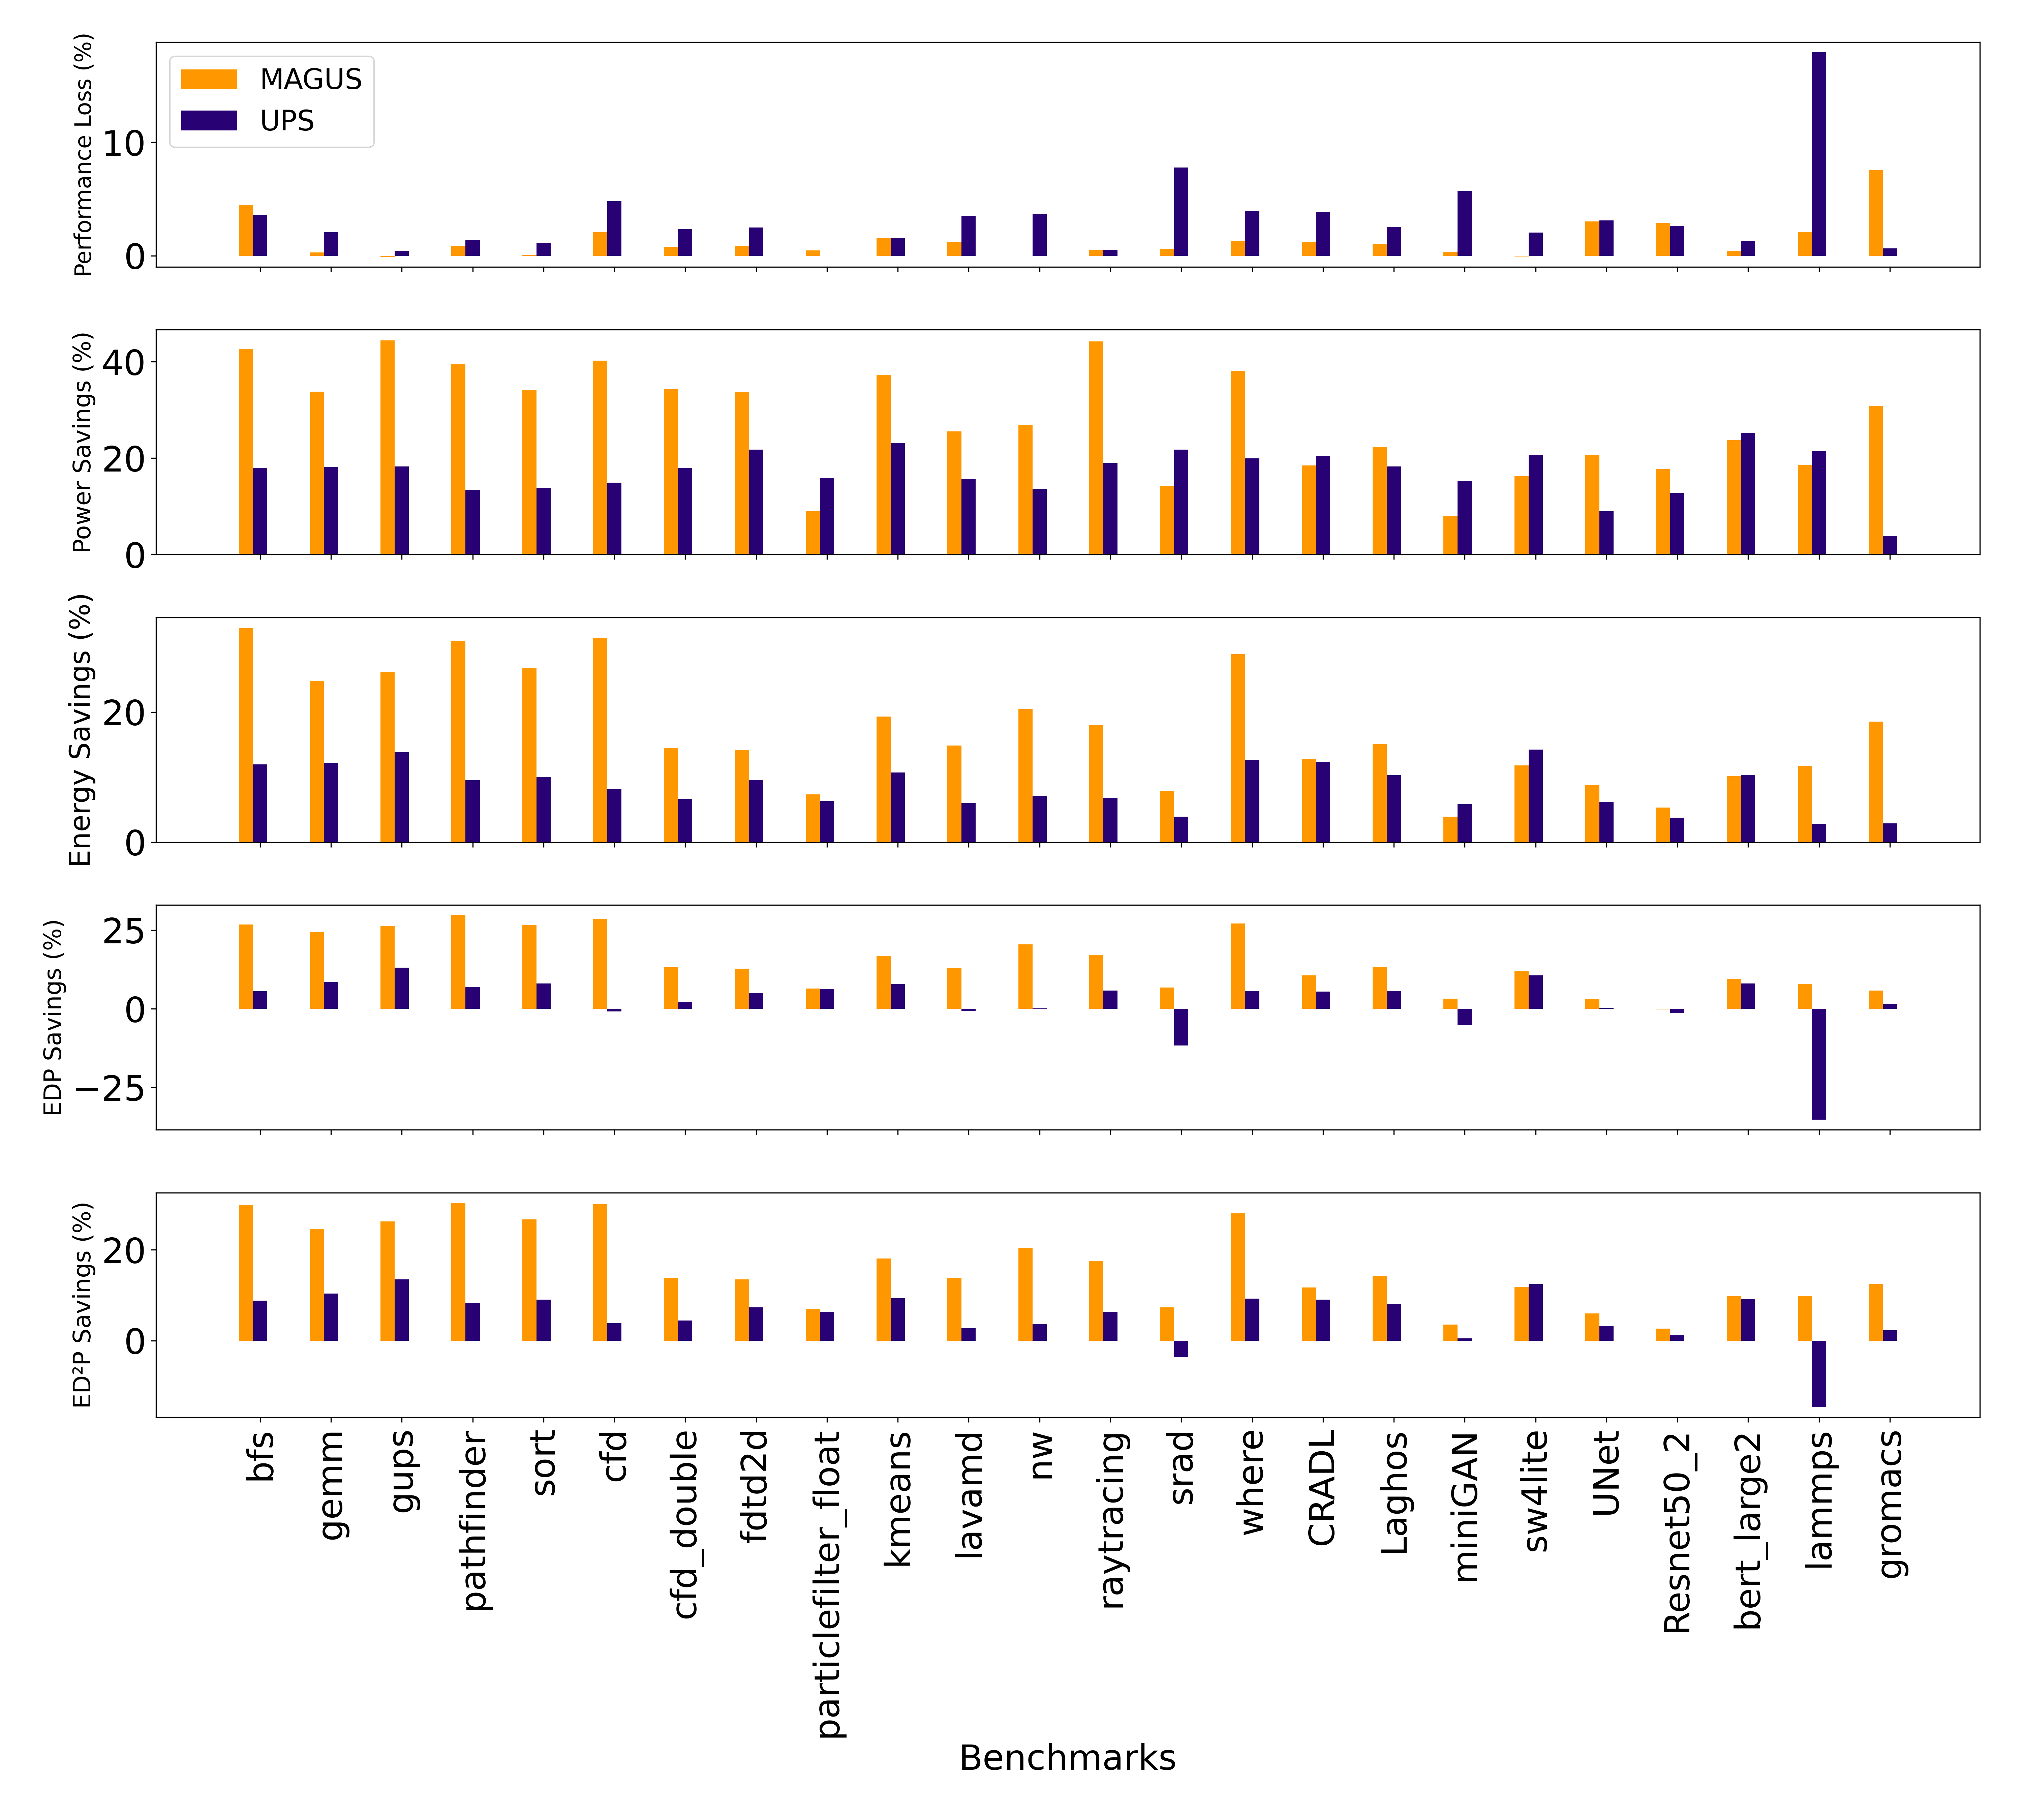 Performance Loss (%)
10
0
MAGUS
UPS
Power Savings (%)
40
20
0
Energy Savings (%)
20
0
EDP Savings (%)
25
0
−25
ED²P Savings (%)
20
0
bfs
gemm
gups
pathfinder
sort
cfd
cfd_double
fdtd2d
particlefilter_float
kmeans
lavamd
nw
raytracing
srad
where
CRADL
Laghos
miniGAN
sw4lite
UNet
Resnet50_2
bert_large2
lammps
gromacs
Benchmarks